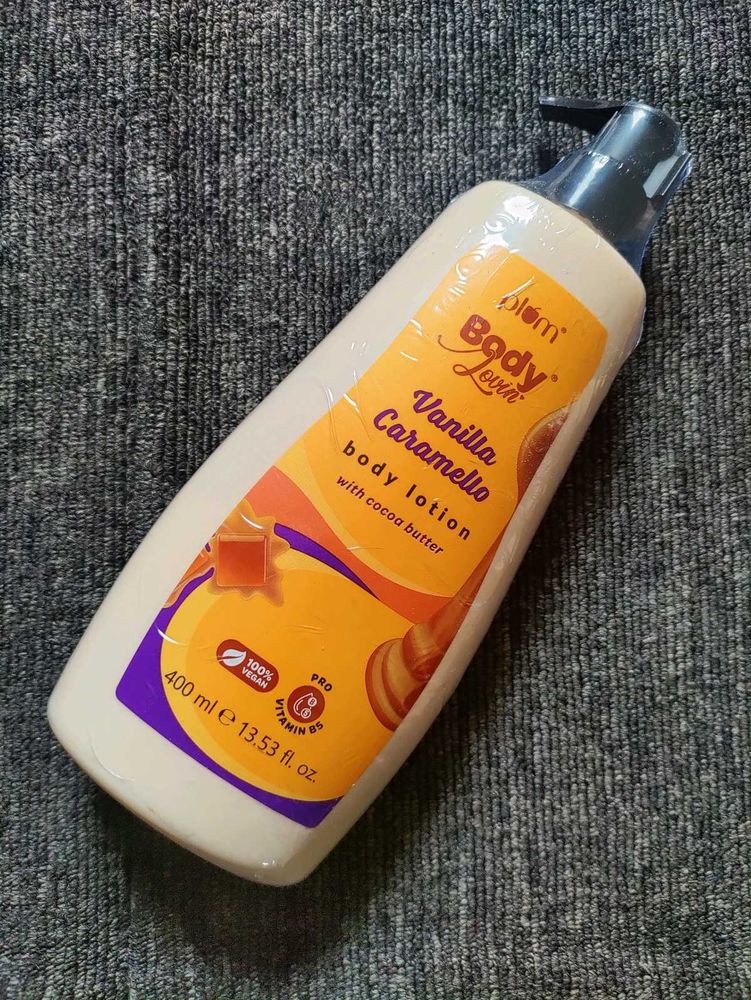 plum®
Body
Lovin'®
Vanilla
Caramello
body lotion
with cocoa butter
100%
VEGAN
PRO
VITAMIN B5
400 ml ℮ 13.53 fl. oz.